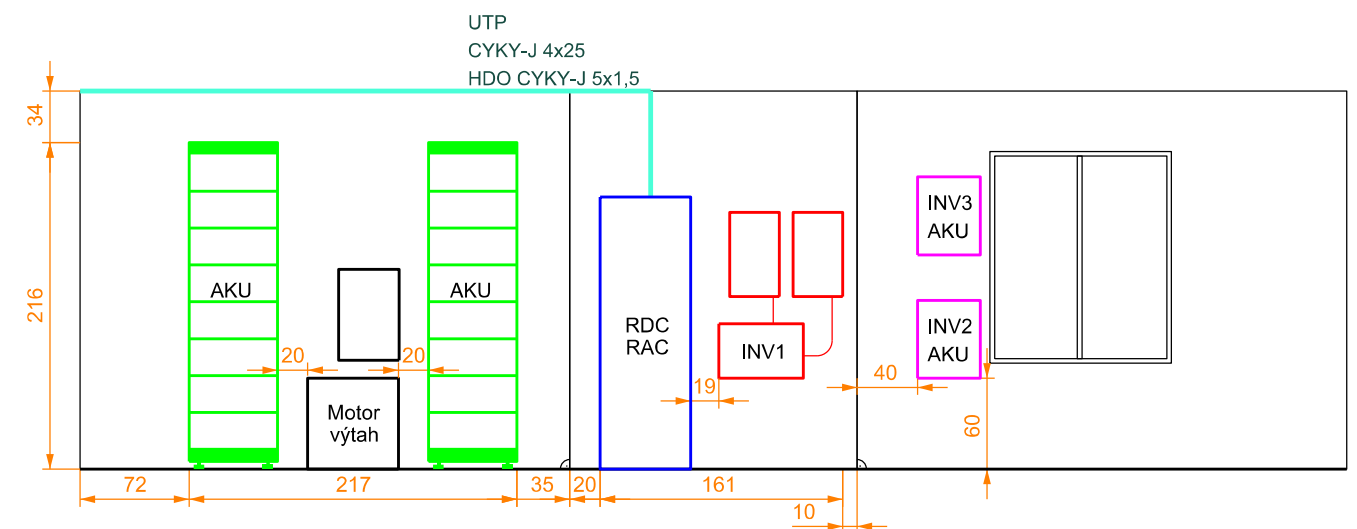 UTP
CYKY-J 4x25
HDO CYKY-J 5x1,5
34
216
AKU
20
20
Motor
výtah
AKU
RDC
RAC
19
INV1
40
INV3
AKU
INV2
AKU
60
72
217
35
20
161
10